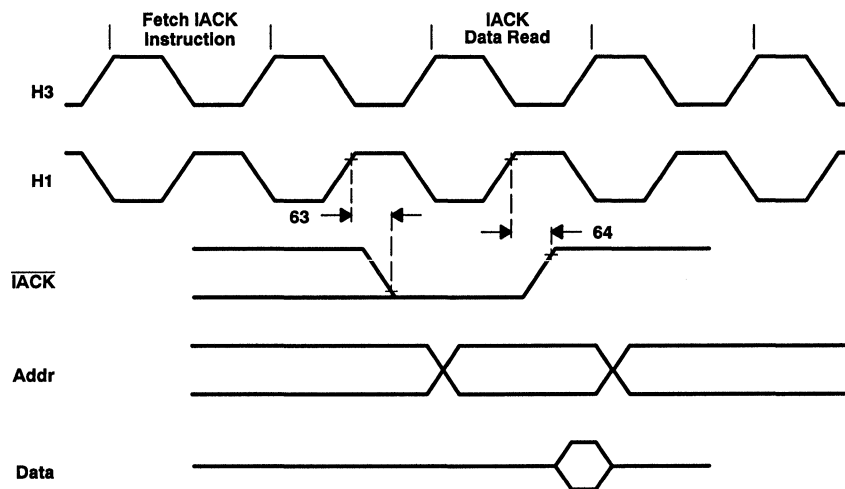 Fetch IACK
Instruction
IACK
Data Read
H3
H1
63
64
IACK
Addr
Data